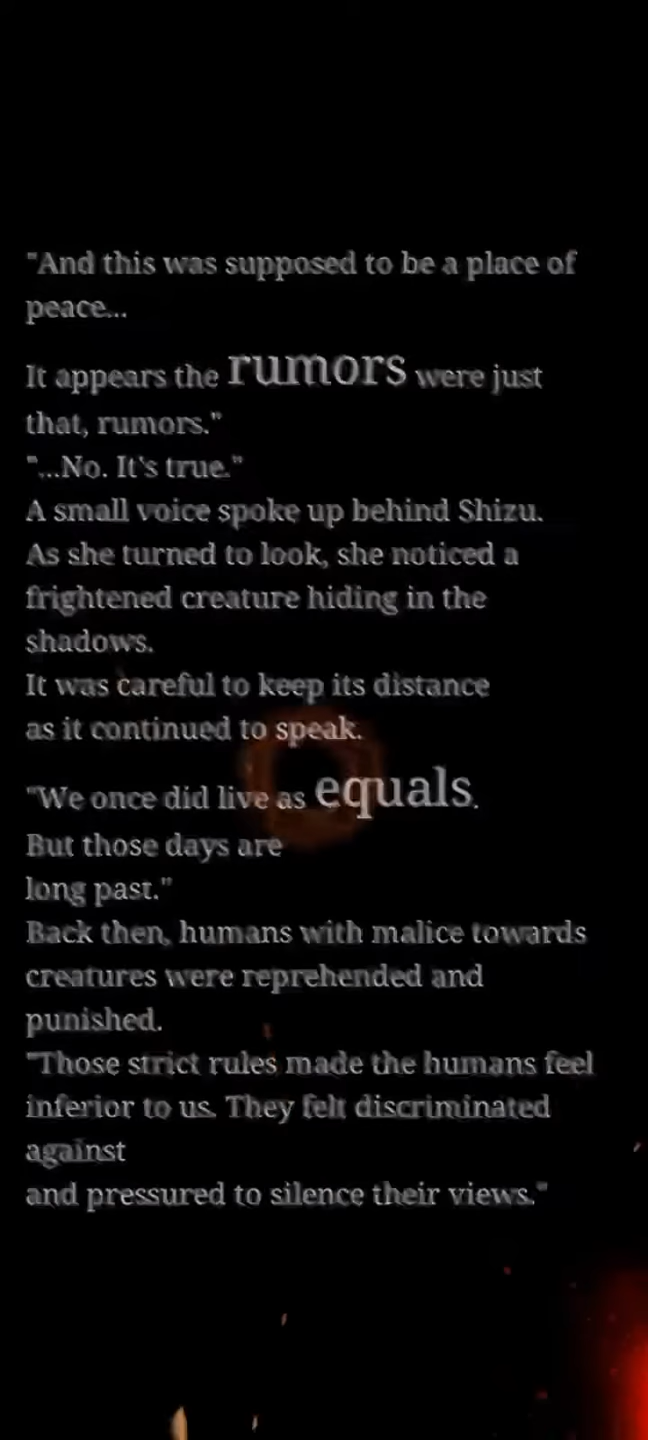 "And this was supposed to be a place of
peace...
It appears the rumors were just
that, rumors."
"...No. It's true."
A small voice spoke up behind Shizu.
As she turned to look, she noticed a
frightened creature hiding in the
shadows.
It was careful to keep its distance
as it continued to speak.
"We once did live as equals.
But those days are
long past."
Back then, humans with malice towards
creatures were reprehended and
punished.
"Those strict rules made the humans feel
inferior to us. They felt discriminated
against
and pressured to silence their views."